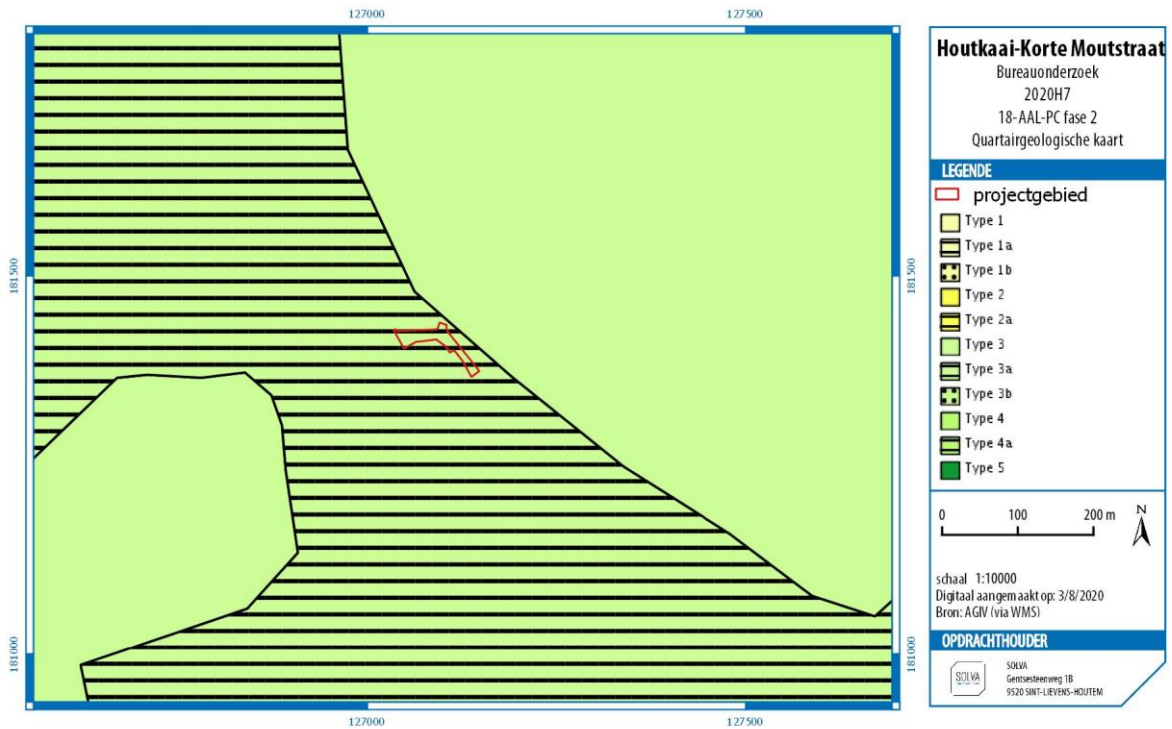 127000
127500
181500
181500
181000
181000
127000
127500
Houtkaai-Korte Moutstraat
Bureauonderzoek
2020H7
18-AAL-PC fase 2
Quartairgeologische kaart
LEGENDE
projectgebied
Type 1
Type 1a
Type 1b
Type 2
Type 2a
Type 3
Type 3a
Type 3b
Type 4
Type 4a
Type 5
0 100 200 m
N
schaal 1:10000
Digitaal aangemaakt op: 3/8/2020
Bron: AGIV (via WMS)
OPDRACHTHOUDER
SOLVA
SOLVA
Gentsesteenweg 1B
9520 SINT-LIEVENS-HOUTEM